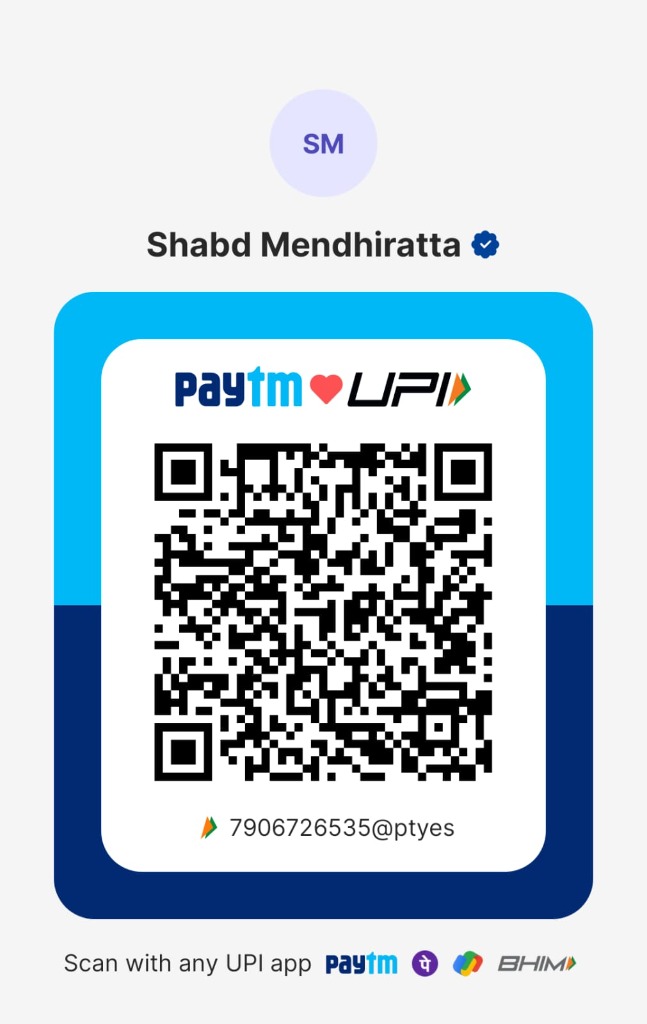 SM
Shabd Mendhiratta
paytm UPI
7906726535@ptyes
Scan with any UPI app paytm पे BHIM